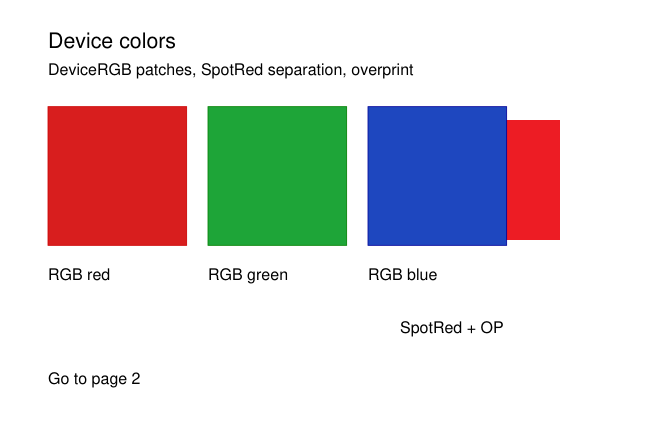 Device colors
DeviceRGB patches, SpotRed separation, overprint
RGB red
RGB green
RGB blue
SpotRed + OP
Go to page 2